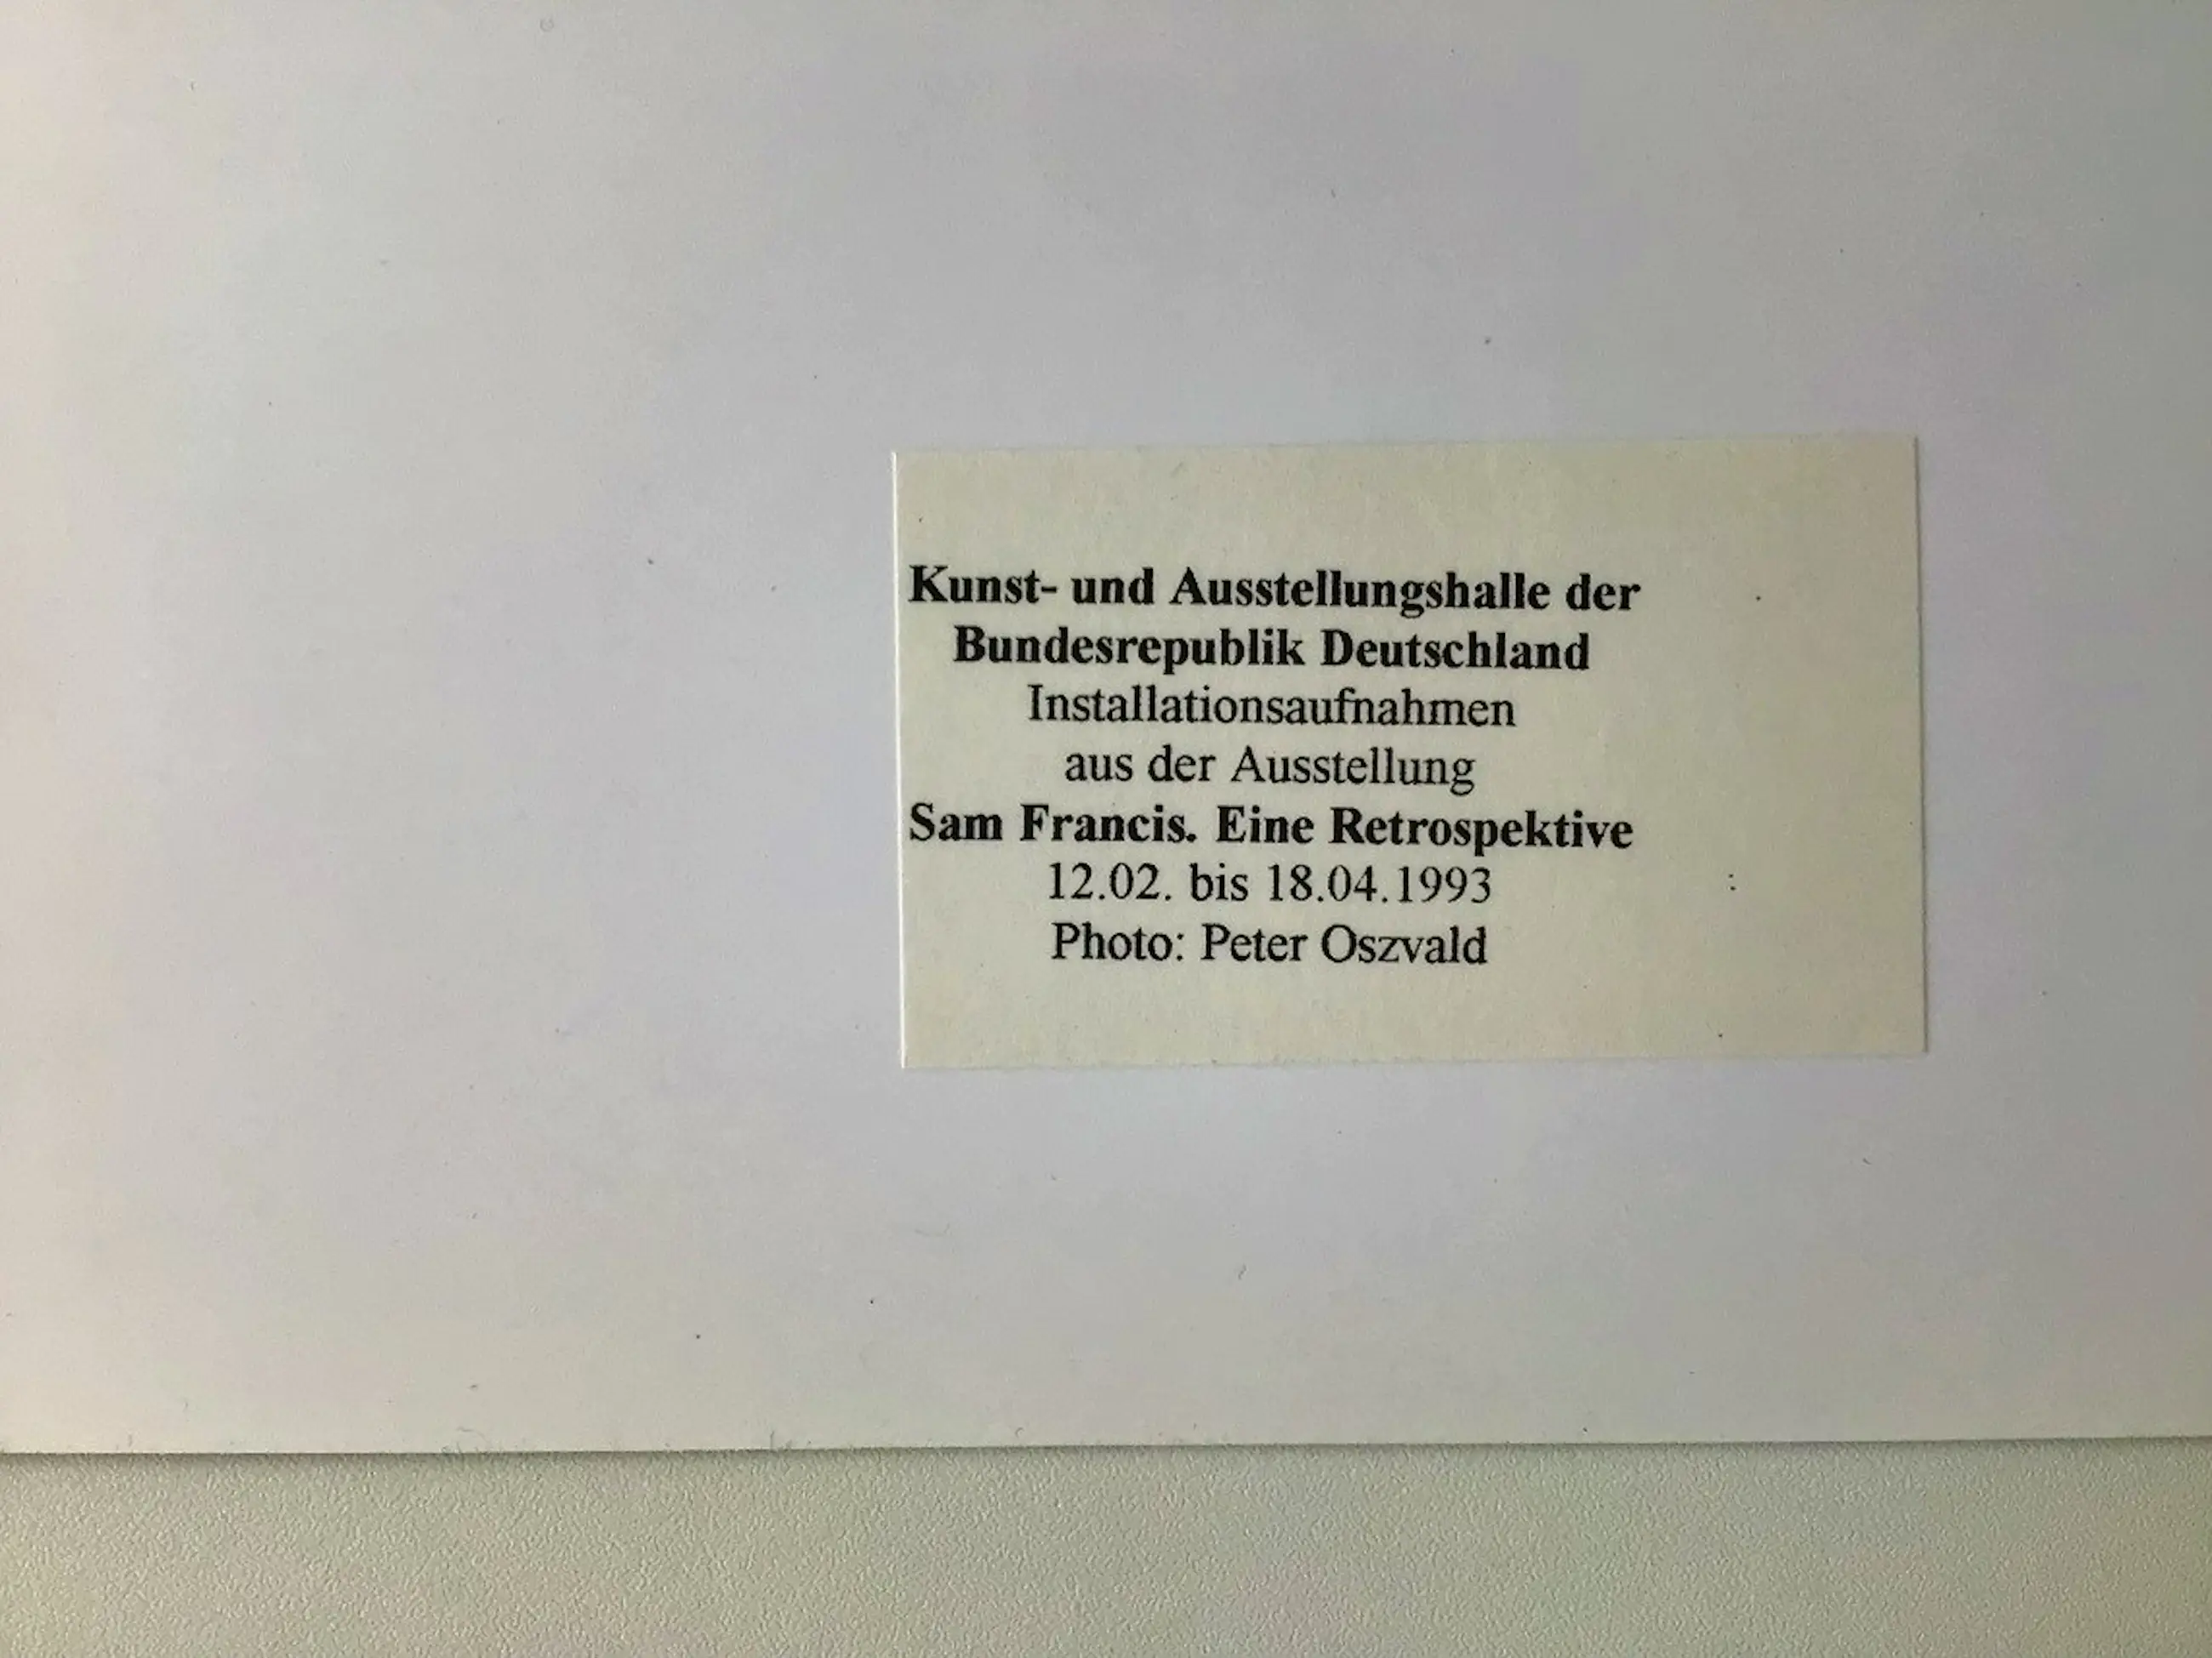 Kunst- und Ausstellungshalle der
Bundesrepublik Deutschland
Installationsaufnahmen
aus der Ausstellung
Sam Francis. Eine Retrospektive
12.02. bis 18.04.1993
Photo: Peter Oszvald